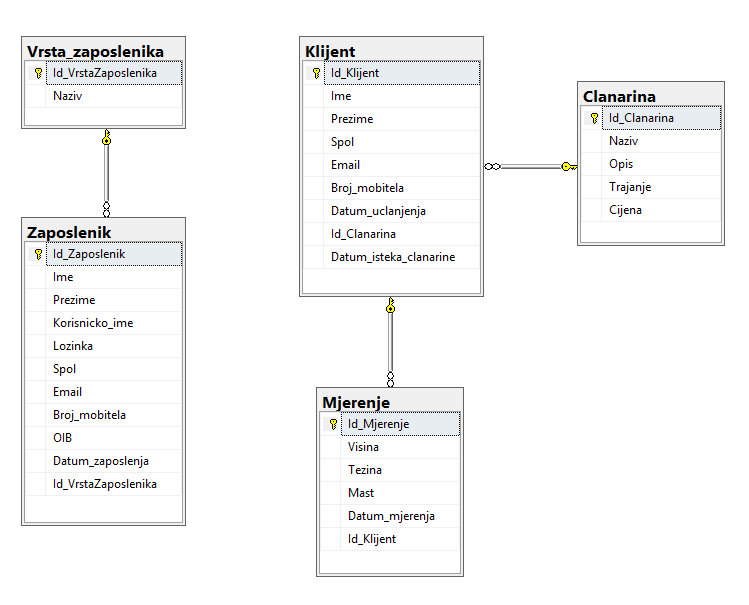 Vrsta_zaposlenika
Id_VrstaZaposlenika
Naziv
Zaposlenik
Id_Zaposlenik
Ime
Prezime
Korisnicko_ime
Lozinka
Spol
Email
Broj_mobitela
OIB
Datum_zaposlenja
Id_VrstaZaposlenika
Klijent
Id_Klijent
Ime
Prezime
Spol
Email
Broj_mobitela
Datum_uclanjenja
Id_Clanarina
Datum_isteka_clanarine
Mjerenje
Id_Mjerenje
Visina
Tezina
Mast
Datum_mjerenja
Id_Klijent
Clanarina
Id_Clanarina
Naziv
Opis
Trajanje
Cijena